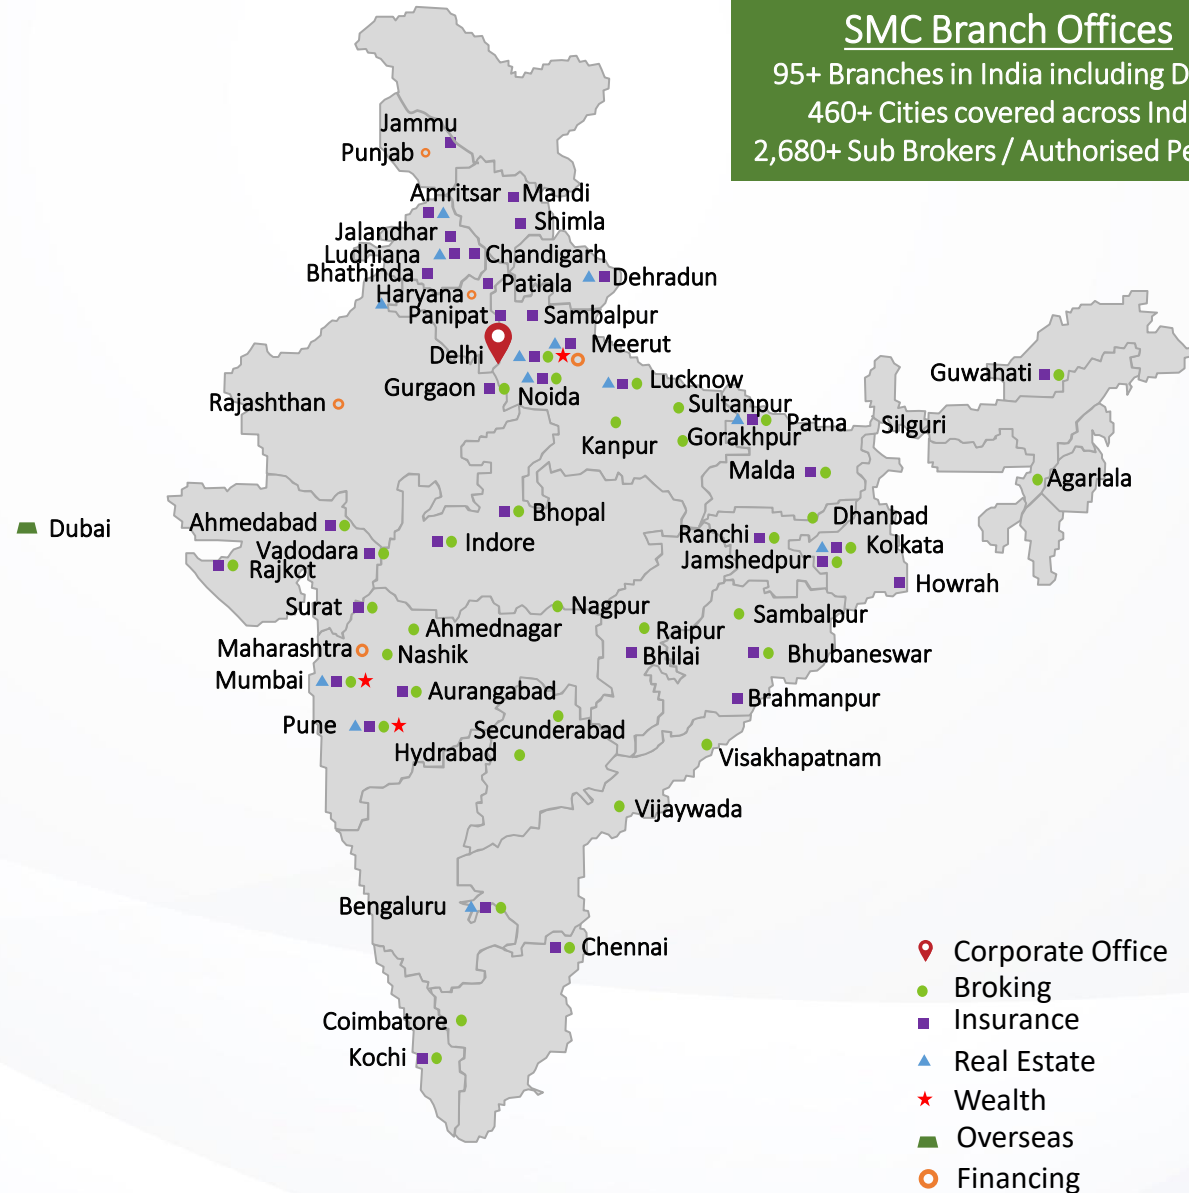 SMC Branch Offices
95+ Branches in India including D
460+ Cities covered across Ind
2,680+ Sub Brokers / Authorised Pe
Jammu
Punjab
Amritsar
Mandi
Shimla
Jalandhar
Ludhiana
Chandigarh
Bhathinda
Patiala
Dehradun
Haryana
Panipat
Sambalpur
Delhi
Meerut
Gurgaon
Noida
Lucknow
Guwahati
Rajashthan
Sultanpur
Kanpur
Gorakhpur
Patna
Silguri
Malda
Agarlala
Dubai
Ahmedabad
Bhopal
Dhanbad
Vadodara
Indore
Ranchi
Kolkata
Rajkot
Jamshedpur
Howrah
Surat
Nagpur
Sambalpur
Ahmednagar
Raipur
Maharashtra
Nashik
Bhilai
Bhubaneswar
Mumbai
Aurangabad
Brahmanpur
Pune
Secunderabad
Hydrabad
Visakhapatnam
Vijaywada
Bengaluru
Chennai
Coimbatore
Kochi
Corporate Office
Broking
Insurance
Real Estate
Wealth
Overseas
Financing